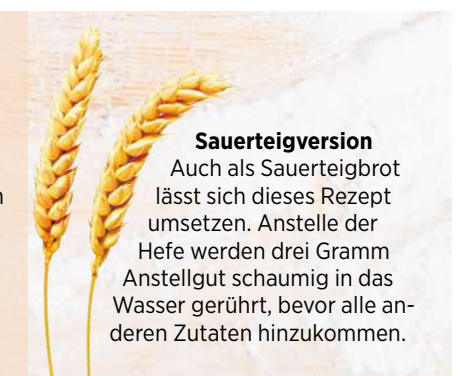 Sauerteigversion
Auch als Sauerteigbrot
lässt sich dieses Rezept
umsetzen. Anstelle der
Hefe werden drei Gramm
Anstellgut schaumig in das
Wasser gerührt, bevor alle an-
deren Zutaten hinzukommen.